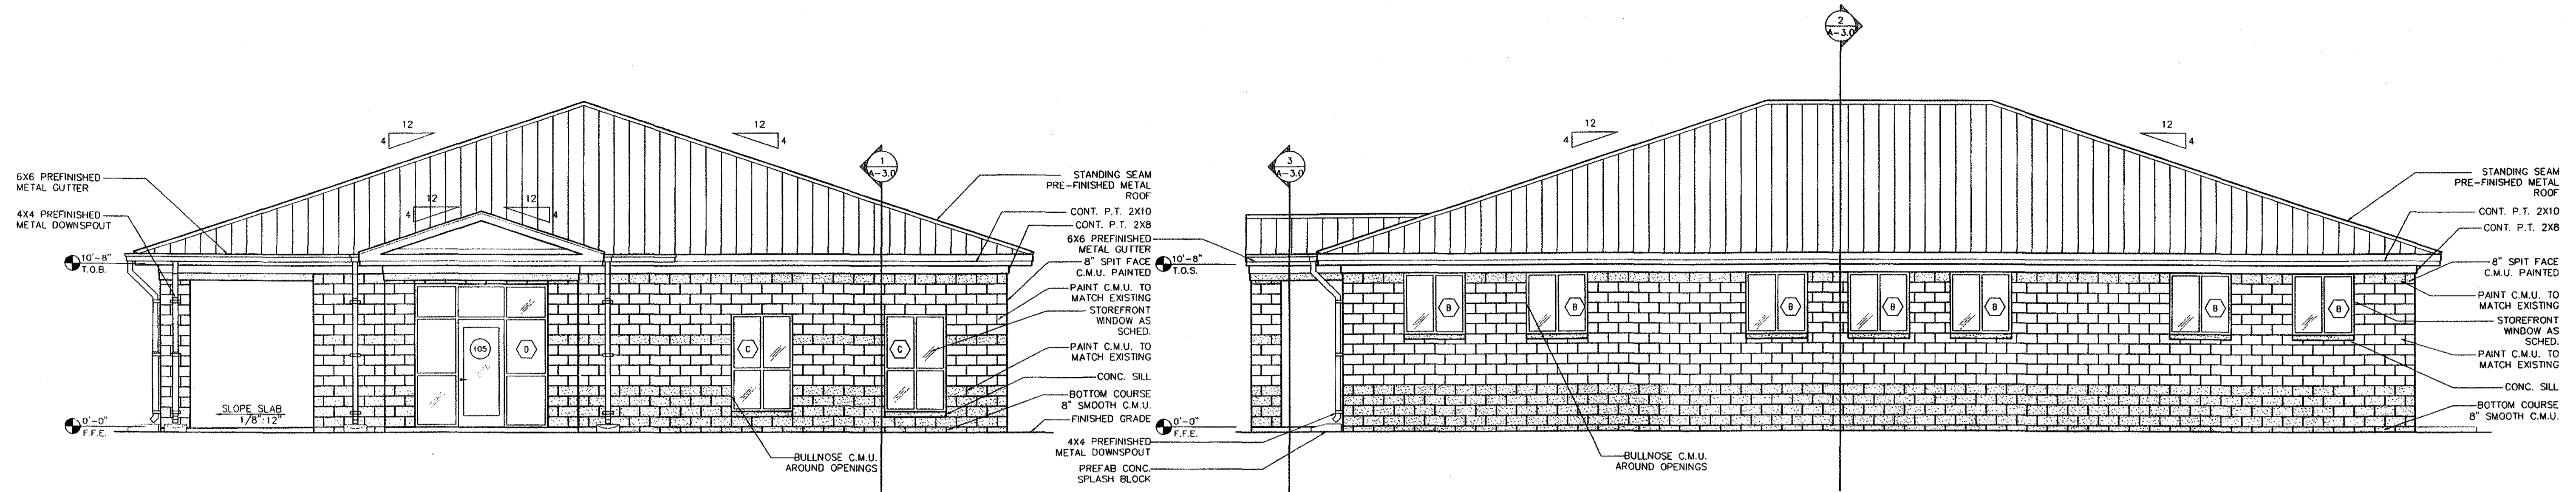 12
4
12
4
1
A-3.0
6X6 PREFINISHED
METAL GUTTER
4X4 PREFINISHED
METAL DOWNSPOUT
12
4
12
4
STANDING SEAM
PRE-FINISHED METAL
ROOF
CONT. P.T. 2X10
CONT. P.T. 2X8
8" SPIT FACE
C.M.U. PAINTED
PAINT C.M.U. TO
MATCH EXISTING
STOREFRONT
WINDOW AS
SCHED.
PAINT C.M.U. TO
MATCH EXISTING
CONC. SILL
BOTTOM COURSE
8" SMOOTH C.M.U.
FINISHED GRADE
10'-8"
T.O.B.
105
D
C
C
SLOPE SLAB
1/8":12"
0'-0"
F.F.E.
BULLNOSE C.M.U.
AROUND OPENINGS
2
A-3.0
12
4
12
4
3
A-3.0
6X6 PREFINISHED
METAL GUTTER
10'-8"
T.O.S.
B
B
B
B
B
B
B
STANDING SEAM
PRE-FINISHED METAL
ROOF
CONT. P.T. 2X10
CONT. P.T. 2X8
8" SPIT FACE
C.M.U. PAINTED
PAINT C.M.U. TO
MATCH EXISTING
STOREFRONT
WINDOW AS
SCHED.
PAINT C.M.U. TO
MATCH EXISTING
CONC. SILL
BOTTOM COURSE
8" SMOOTH C.M.U.
0'-0"
F.F.E.
4X4 PREFINISHED
METAL DOWNSPOUT
PREFAB CONC.
SPLASH BLOCK
BULLNOSE C.M.U.
AROUND OPENINGS